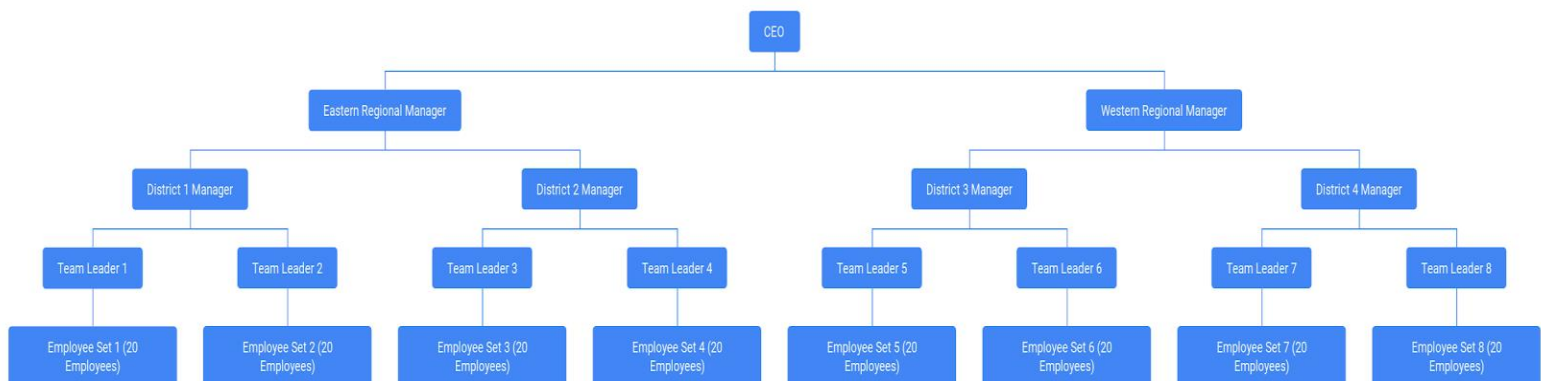 CEO
Eastern Regional Manager
Western Regional Manager
District 1 Manager
District 2 Manager
District 3 Manager
District 4 Manager
Team Leader 1
Team Leader 2
Team Leader 3
Team Leader 4
Team Leader 5
Team Leader 6
Team Leader 7
Team Leader 8
Employee Set 1 (20
Employees)
Employee Set 2 (20
Employees)
Employee Set 3 (20
Employees)
Employee Set 4 (20
Employees)
Employee Set 5 (20
Employees)
Employee Set 6 (20
Employees)
Employee Set 7 (20
Employees)
Employee Set 8 (20
Employees)